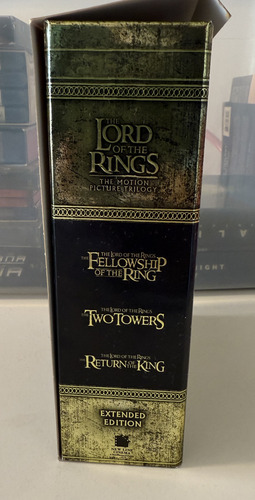 THE
LORD
OF THE
RINGS
THE MOTION
PICTURE TRILOGY
THE LORD OF THE RINGS
THE FELLOWSHIP
OF THE RING
THE LORD OF THE RINGS
THE TWO TOWERS
THE LORD OF THE RINGS
THE RETURN OF THE KING
EXTENDED
EDITION